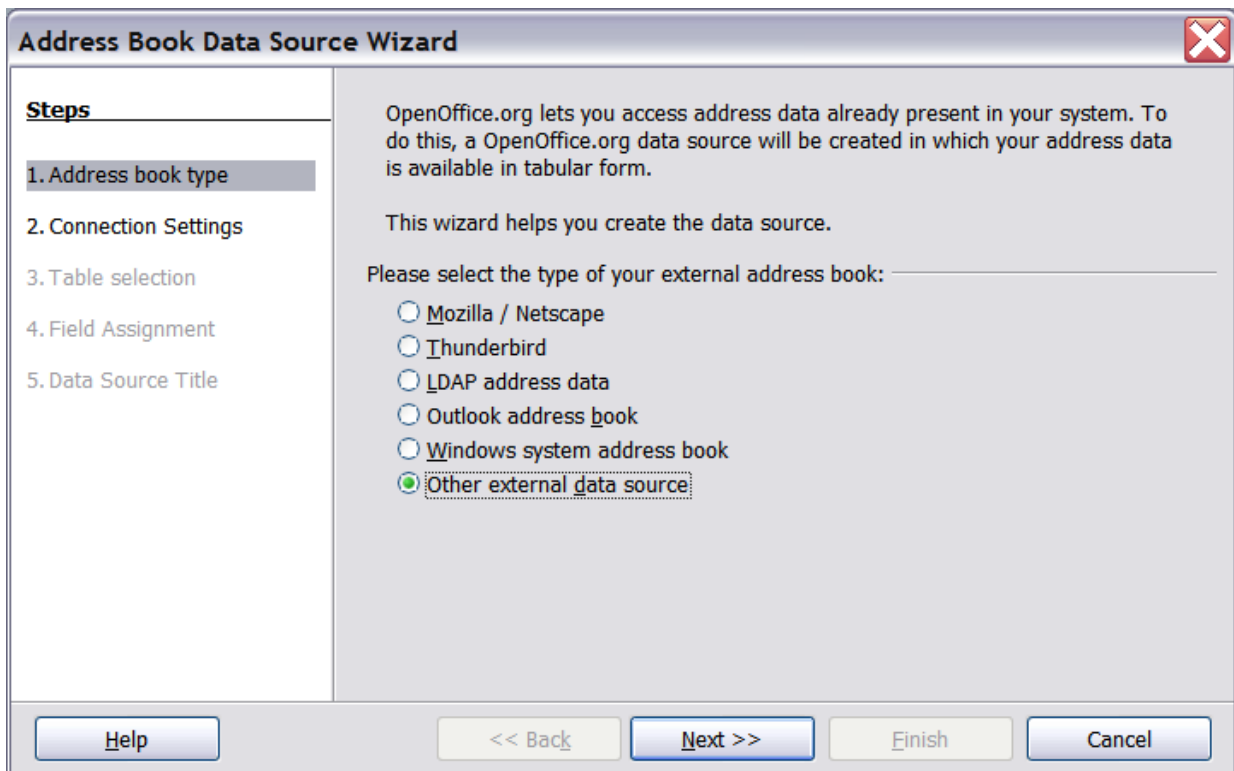 Address Book Data Source Wizard
Steps
1. Address book type
2. Connection Settings
3. Table selection
4. Field Assignment
5. Data Source Title
OpenOffice.org lets you access address data already present in your system. To
do this, a OpenOffice.org data source will be created in which your address data
is available in tabular form.
This wizard helps you create the data source.
Please select the type of your external address book:
Mozilla / Netscape
Thunderbird
LDAP address data
Outlook address book
Windows system address book
Other external data source
Help
<< Back
Next >>
Finish
Cancel